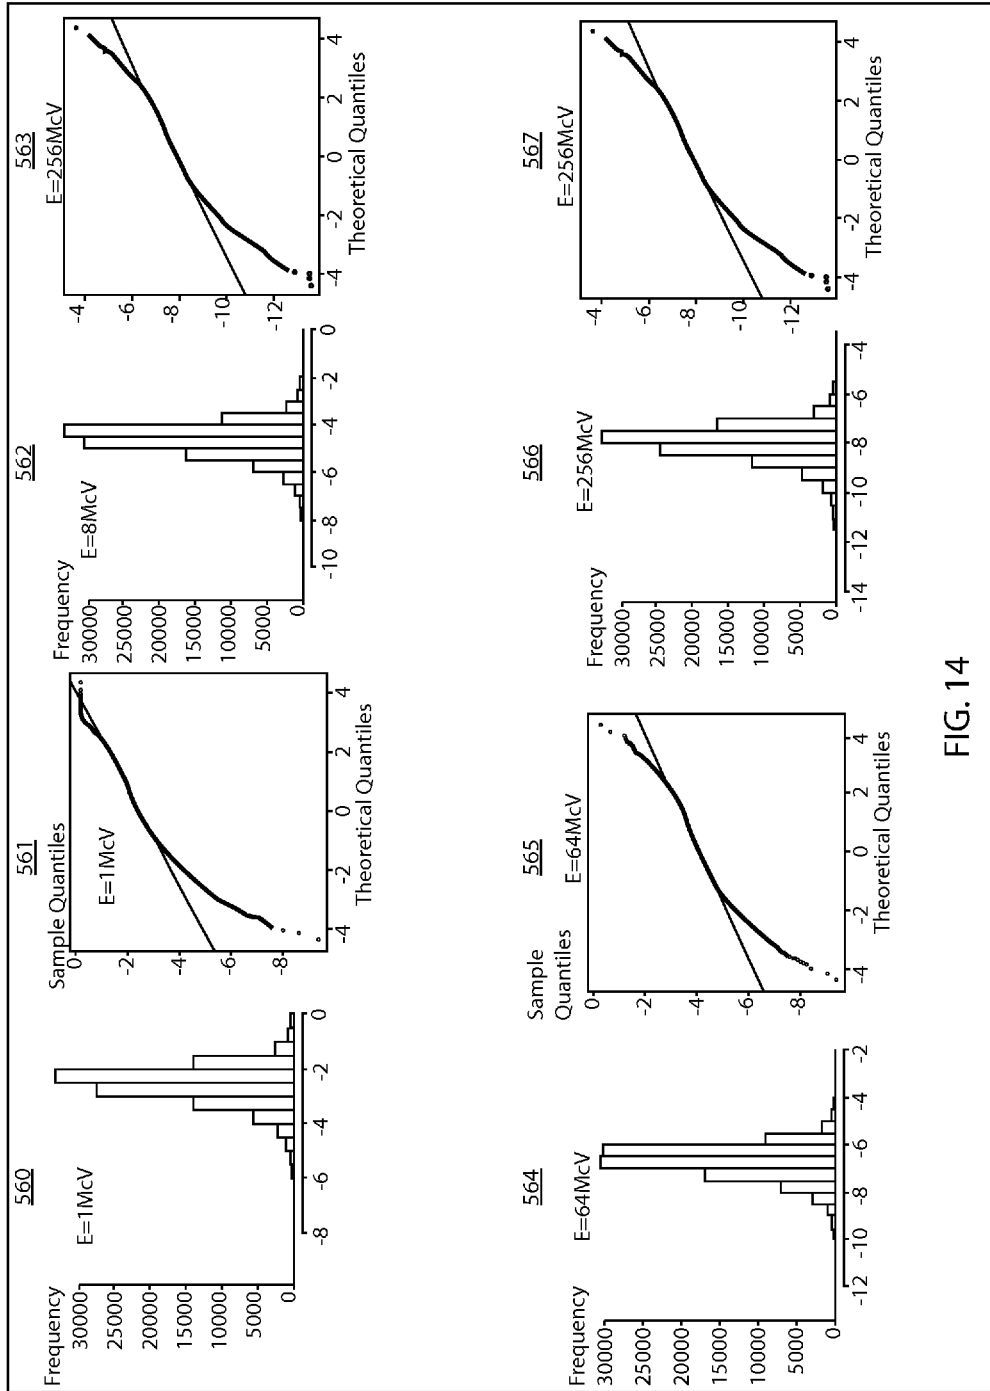 560
Frequency
E=1McV
30000
25000
20000
15000
10000
5000
0
-8 -6 -4 -2 0
561
Sample Quantiles
E=1McV
0
-2
-4
-6
-8
-4 -2 0 2 4
Theoretical Quantiles
562
Frequency
E=8McV
30000
25000
20000
15000
10000
5000
0
-10 -8 -6 -4 -2 0
563
E=256McV
-4
-6
-8
-10
-12
-4 -2 0 2 4
Theoretical Quantiles
564
Frequency
E=64McV
30000
25000
20000
15000
10000
5000
0
-12 -10 -8 -6 -4 -2
565
Sample
Quantiles
E=64McV
0
-2
-4
-6
-8
-4 -2 0 2 4
Theoretical Quantiles
566
Frequency
E=256McV
30000
25000
20000
15000
10000
5000
0
-14 -12 -10 -8 -6 -4
567
E=256McV
-4
-6
-8
-10
-12
-4 -2 0 2 4
Theoretical Quantiles
FIG. 14